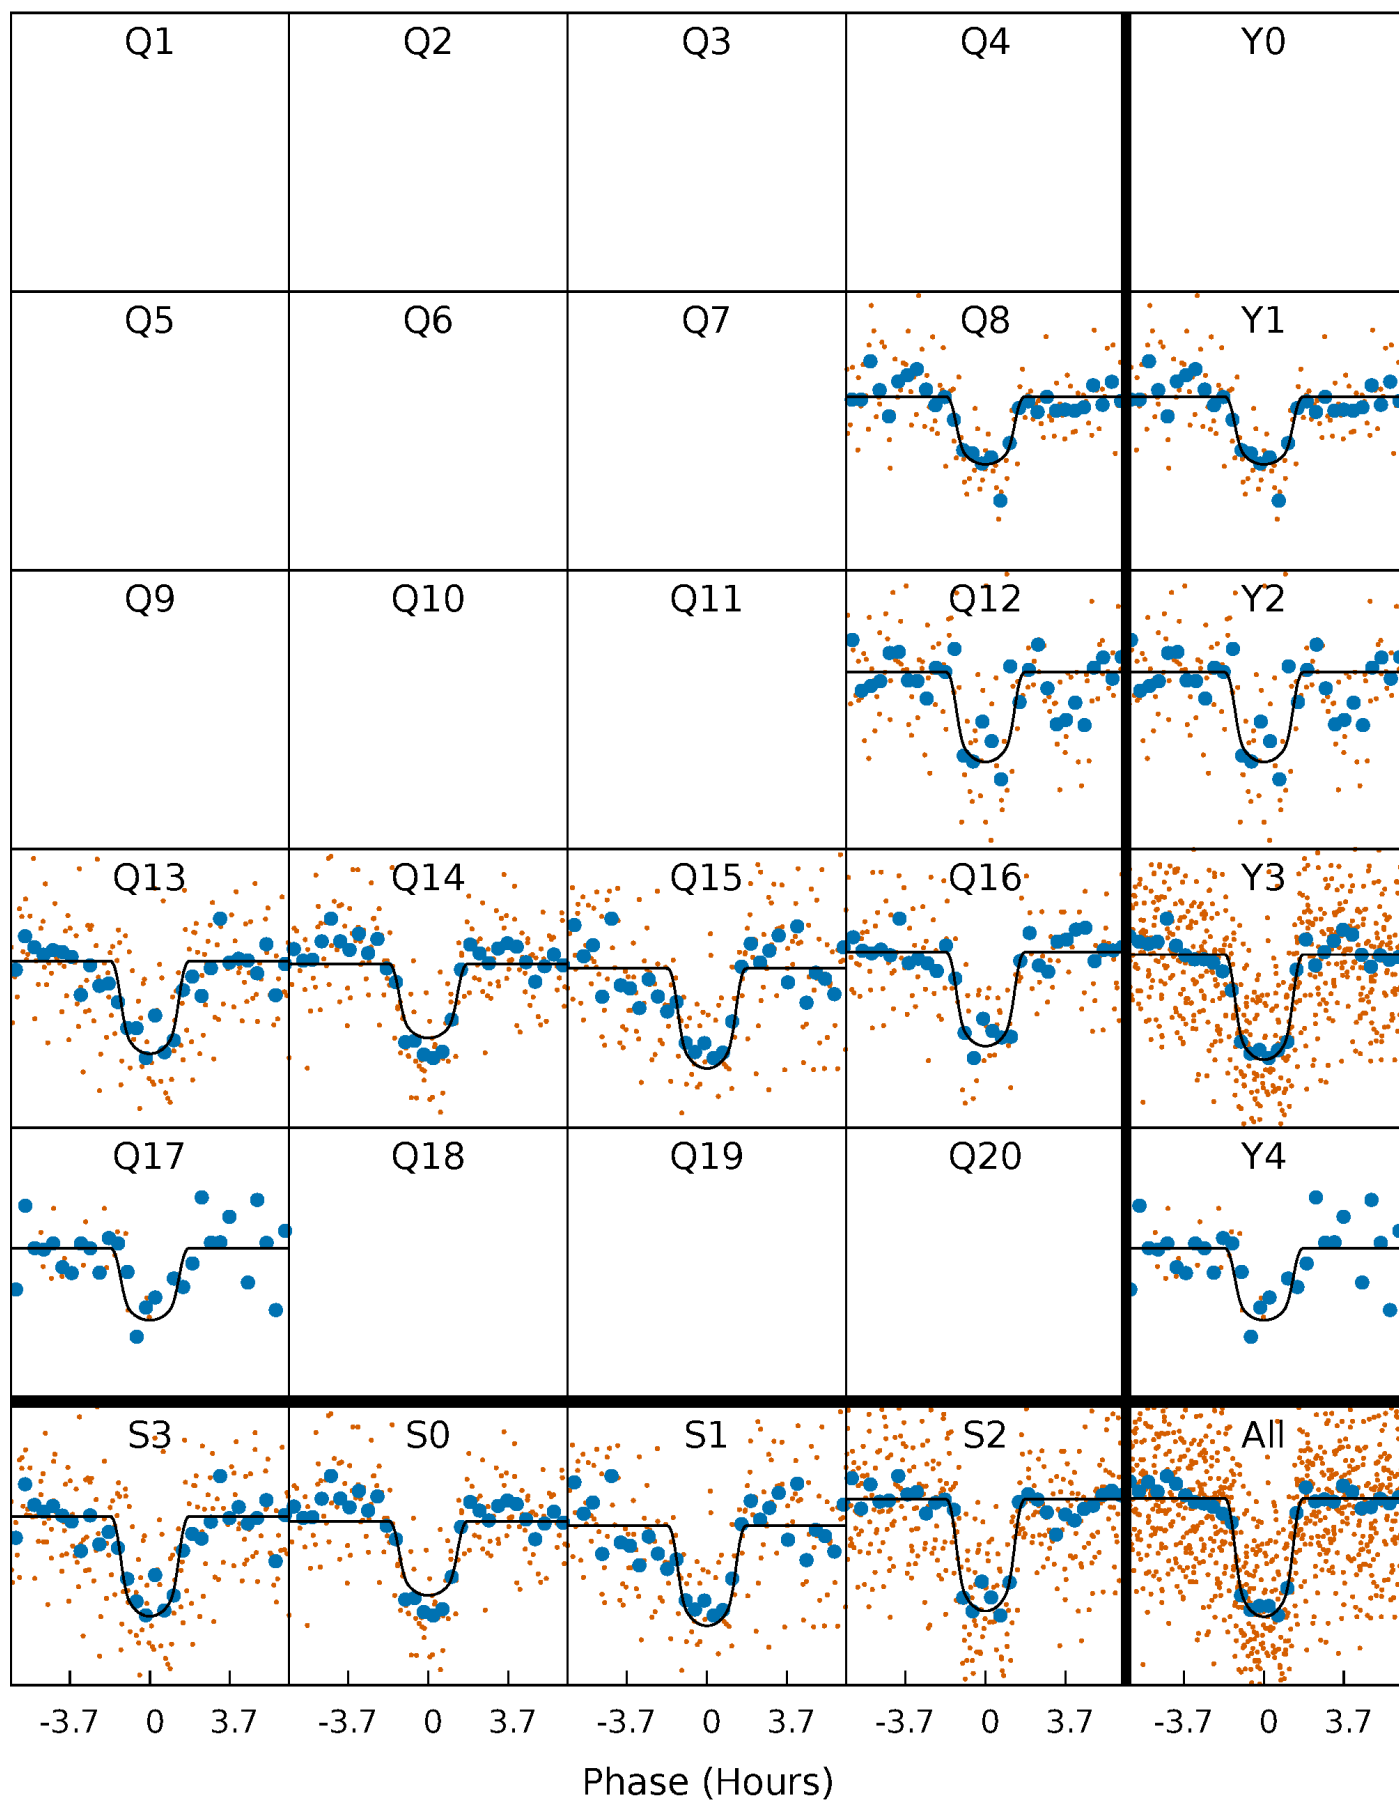 Q1 Q2 Q3 Q4 Y0
Q5 Q6 Q7 Q8 Y1
Q9 Q10 Q11 Q12 Y2
Q13 Q14 Q15 Q16 Y3
Q17 Q18 Q19 Q20 Y4
S3 S0 S1 S2 All
-3.7 0 3.7 -3.7 0 3.7 -3.7 0 3.7 -3.7 0 3.7 -3.7 0 3.7
Phase (Hours)